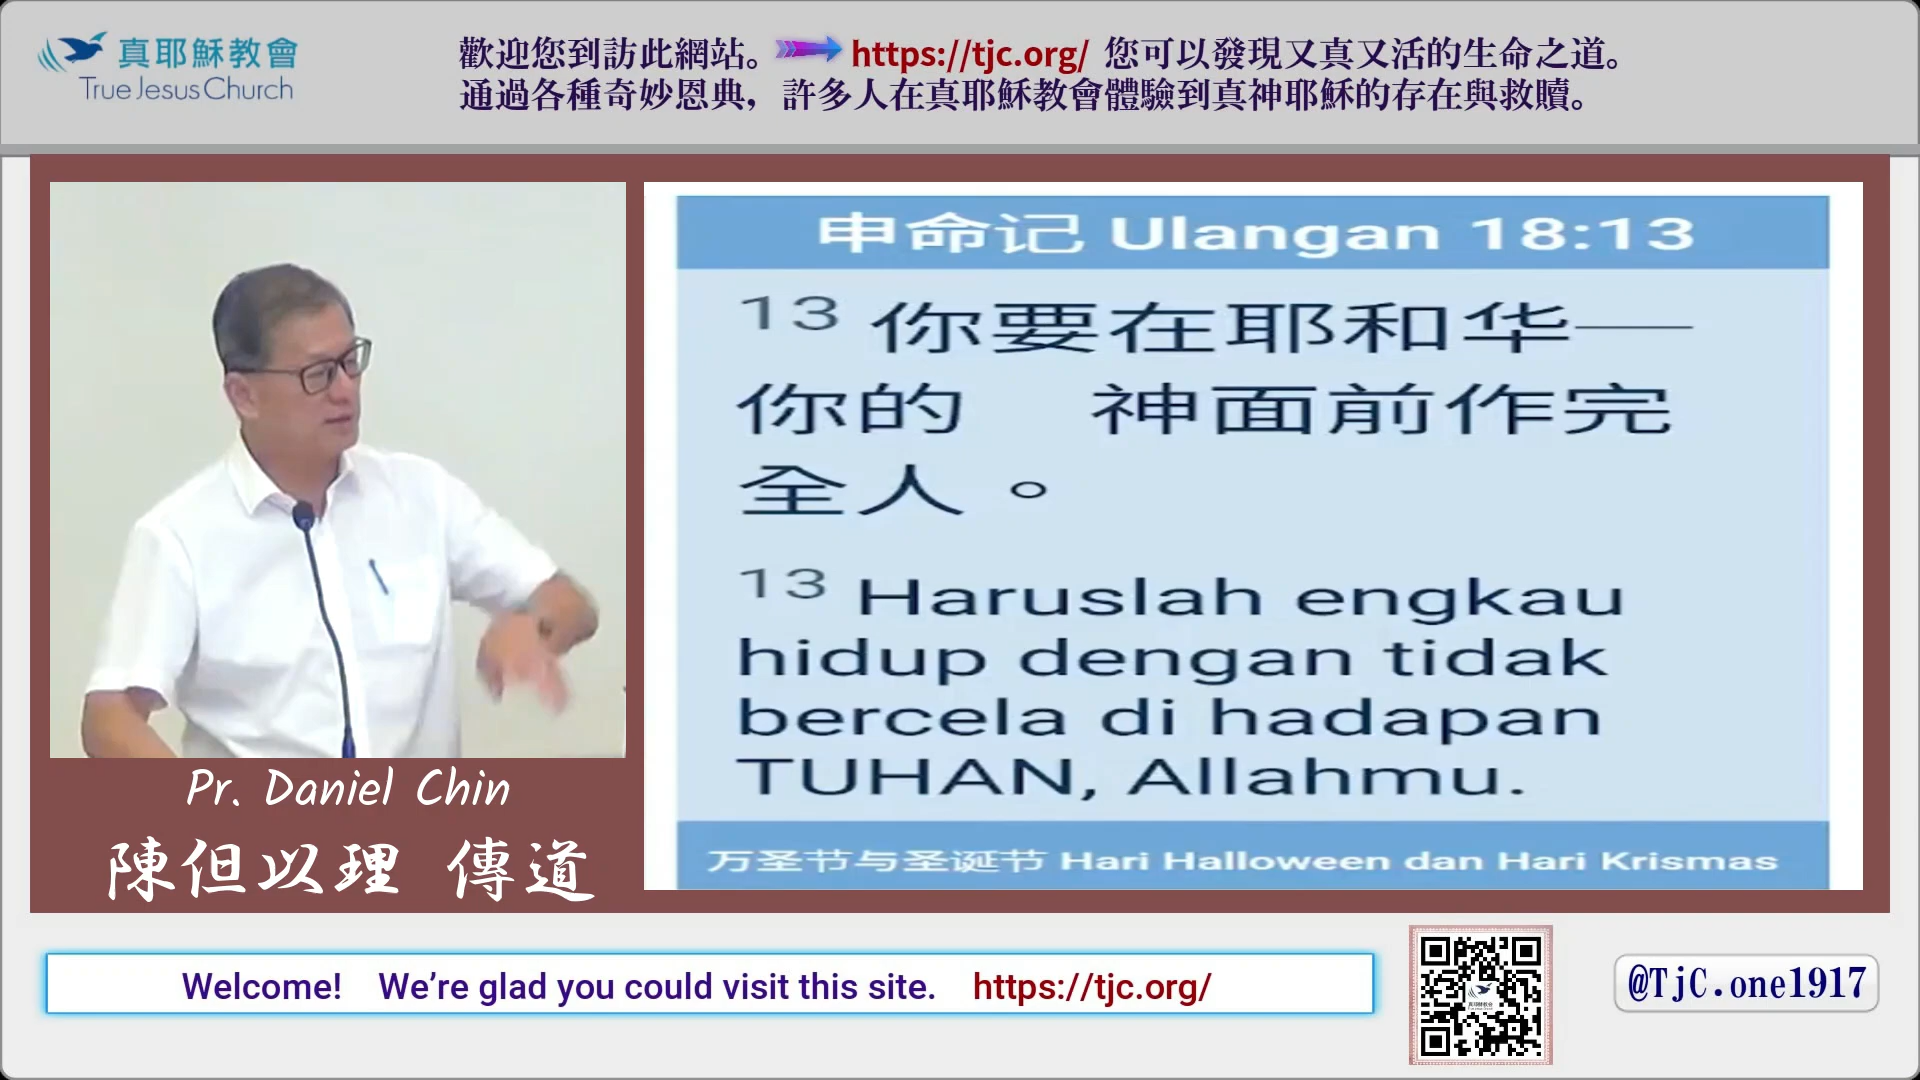 真耶穌教會
True Jesus Church
歡迎您到訪此網站。 https://tjc.org/ 您可以發現又真又活的生命之道。
通過各種奇妙恩典，許多人在真耶穌教會體驗到真神耶穌的存在與救贖。
申命记 Ulangan 18:13
13 你要在耶和华—
你的 神面前作完
全人。
13 Haruslah engkau
hidup dengan tidak
bercela di hadapan
TUHAN, Allahmu.
万圣节与圣诞节 Hari Halloween dan Hari Krismas
Pr. Daniel Chin
陳但以理 傳道
Welcome! We’re glad you could visit this site. https://tjc.org/
真耶穌教會
@TjC.one1917